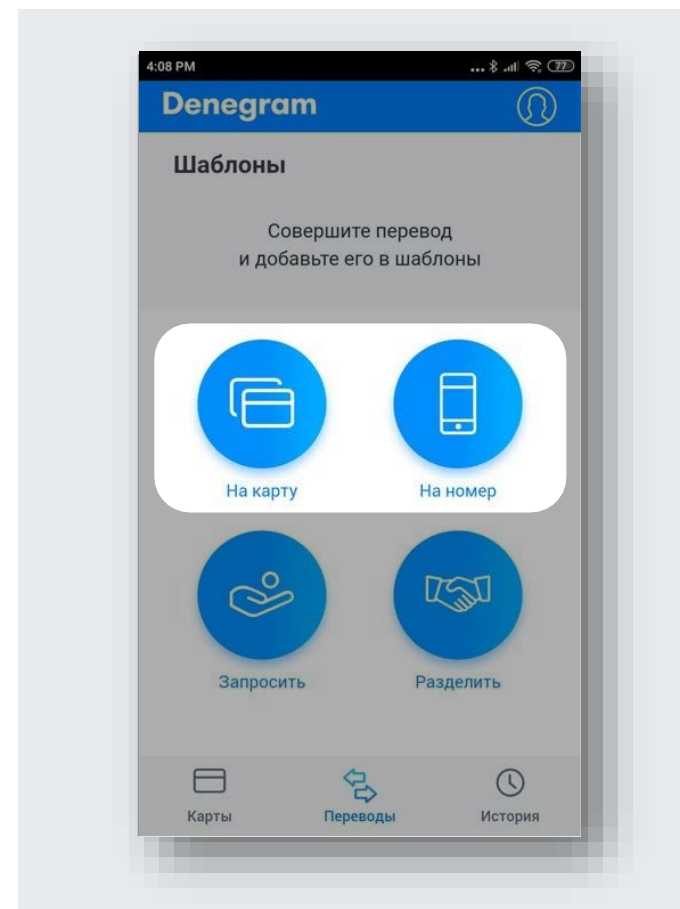 4:08 PM
77
Denegram
Шаблоны
Совершите перевод
и добавьте его в шаблоны
На карту
На номер
Запросить
Разделить
Карты
Переводы
История